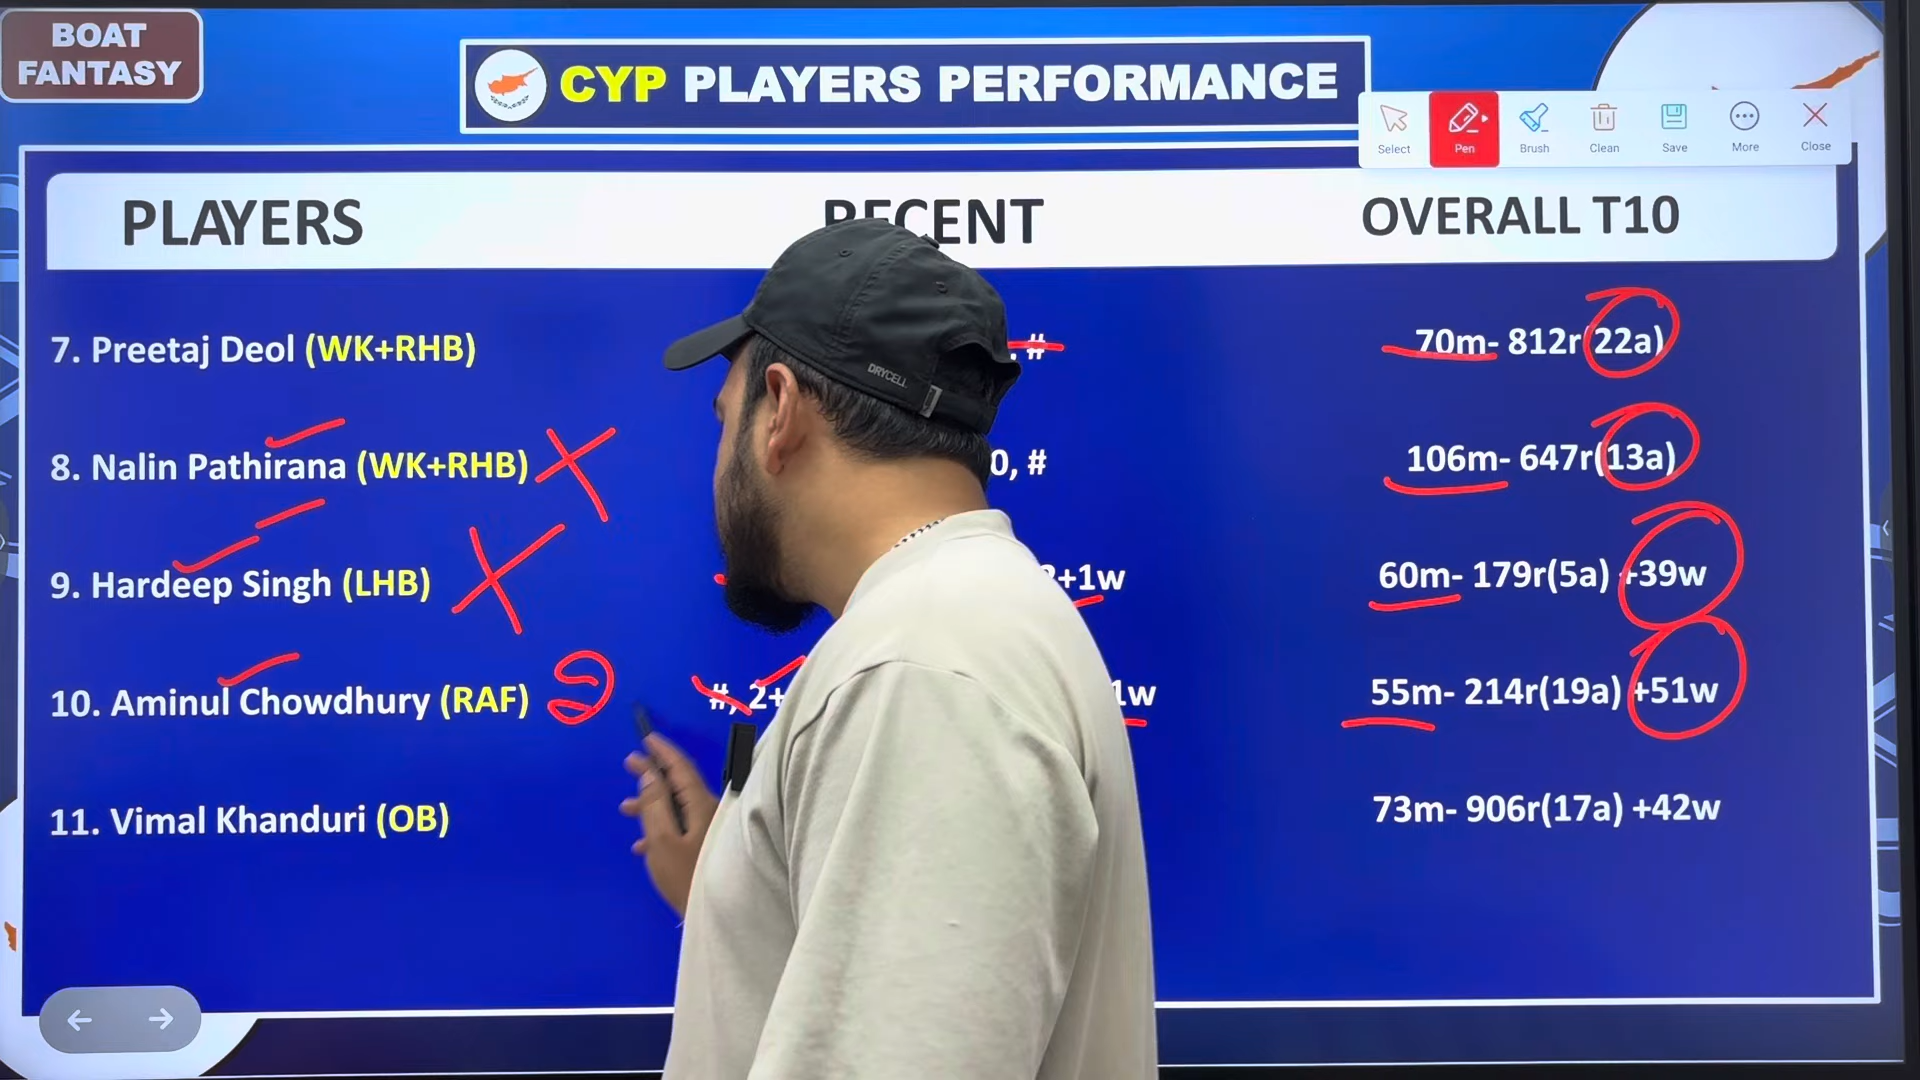 BOAT
FANTASY
CYP PLAYERS PERFORMANCE
Select Pen Brush Clean Save More Close
PLAYERS RECENT OVERALL T10
7. Preetaj Deol (WK+RHB) , # 70m- 812r(22a)
8. Nalin Pathirana (WK+RHB) 0, # 106m- 647r(13a)
9. Hardeep Singh (LHB) +1w 60m- 179r(5a) +39w
10. Aminul Chowdhury (RAF) #, 2+ 1w 55m- 214r(19a) +51w
11. Vimal Khanduri (OB) 73m- 906r(17a) +42w
DRYCELL